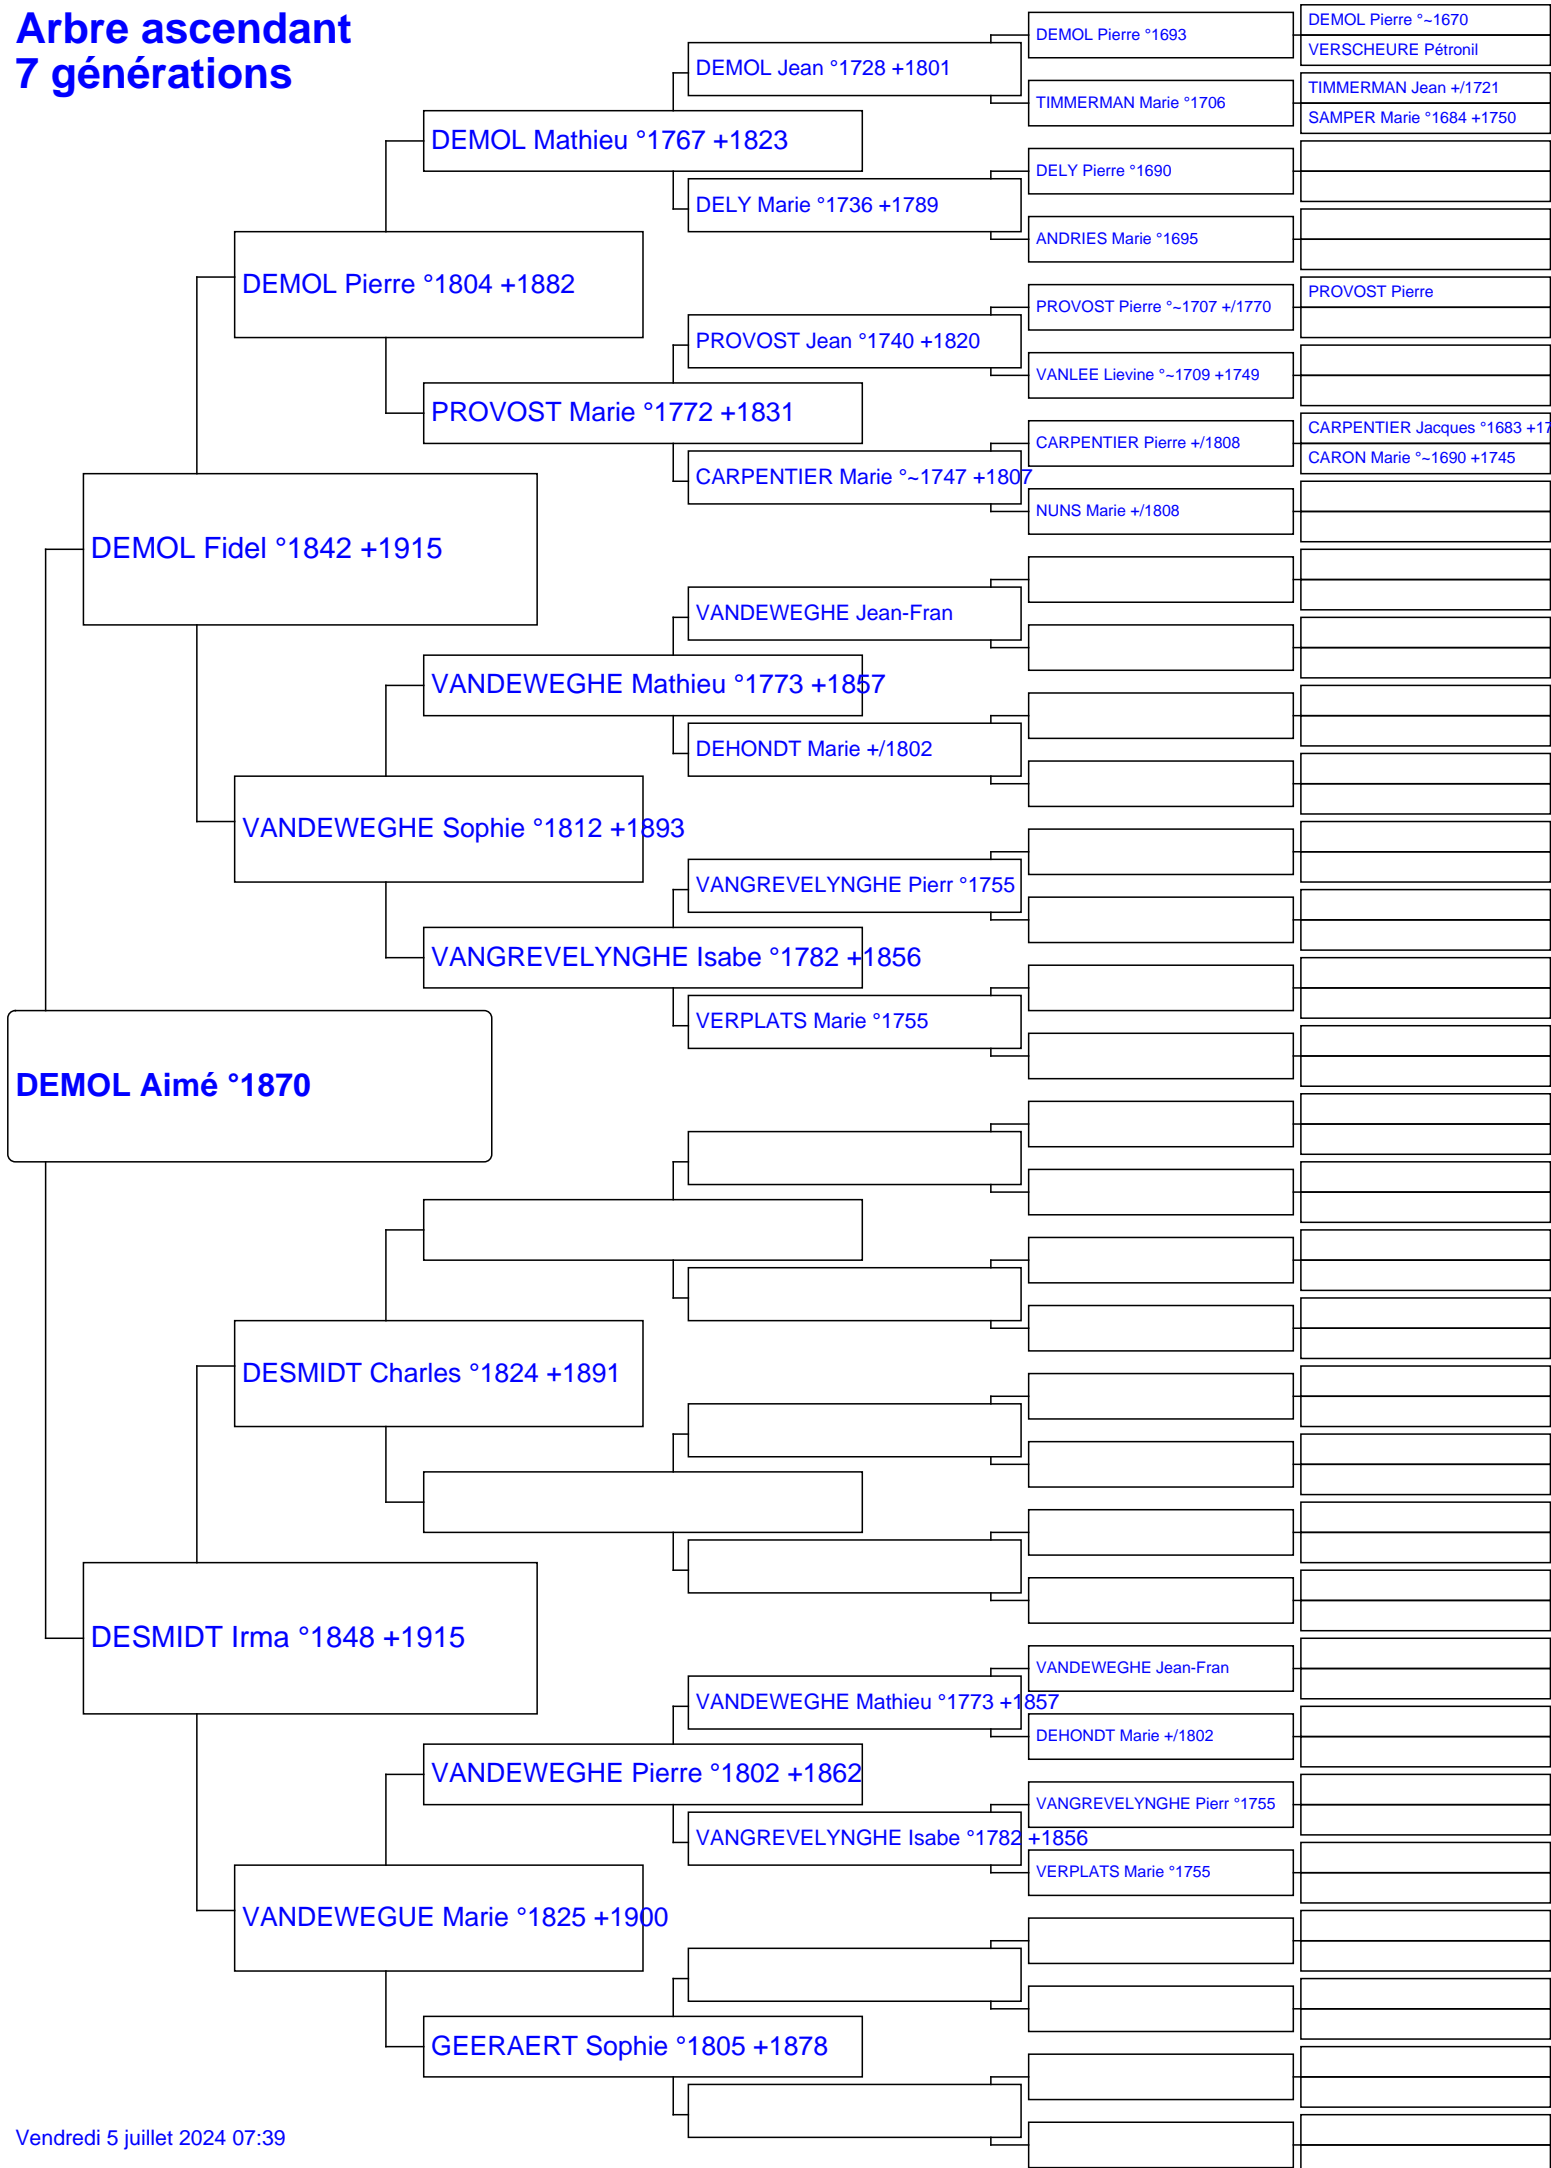 Arbre ascendant
7 générations
DEMOL Aimé °1870
DEMOL Fidel °1842 +1915
DESMIDT Irma °1848 +1915
DEMOL Pierre °1804 +1882
VANDEWEGHE Sophie °1812 +1893
DESMIDT Charles °1824 +1891
VANDEWEGUE Marie °1825 +1900
DEMOL Mathieu °1767 +1823
PROVOST Marie °1772 +1831
VANDEWEGHE Mathieu °1773 +1857
VANGREVELYNGHE Isabe °1782 +1856
VANDEWEGHE Pierre °1802 +1862
GEERAERT Sophie °1805 +1878
DEMOL Jean °1728 +1801
DELY Marie °1736 +1789
PROVOST Jean °1740 +1820
CARPENTIER Marie °~1747 +1807
VANDEWEGHE Jean-Fran
DEHONDT Marie +/1802
VANGREVELYNGHE Pierr °1755
VERPLATS Marie °1755
VANDEWEGHE Mathieu °1773 +1857
VANGREVELYNGHE Isabe °1782 +1856
DEMOL Pierre °1693
TIMMERMAN Marie °1706
DELY Pierre °1690
ANDRIES Marie °1695
PROVOST Pierre °~1707 +/1770
VANLEE Lievine °~1709 +1749
CARPENTIER Pierre +/1808
NUNS Marie +/1808
VANDEWEGHE Jean-Fran
DEHONDT Marie +/1802
VANGREVELYNGHE Pierr °1755
VERPLATS Marie °1755
DEMOL Pierre °~1670
VERSCHEURE Pétronil
TIMMERMAN Jean +/1721
SAMPER Marie °1684 +1750
PROVOST Pierre
CARPENTIER Jacques °1683 +17
CARON Marie °~1690 +1745
Vendredi 5 juillet 2024 07:39